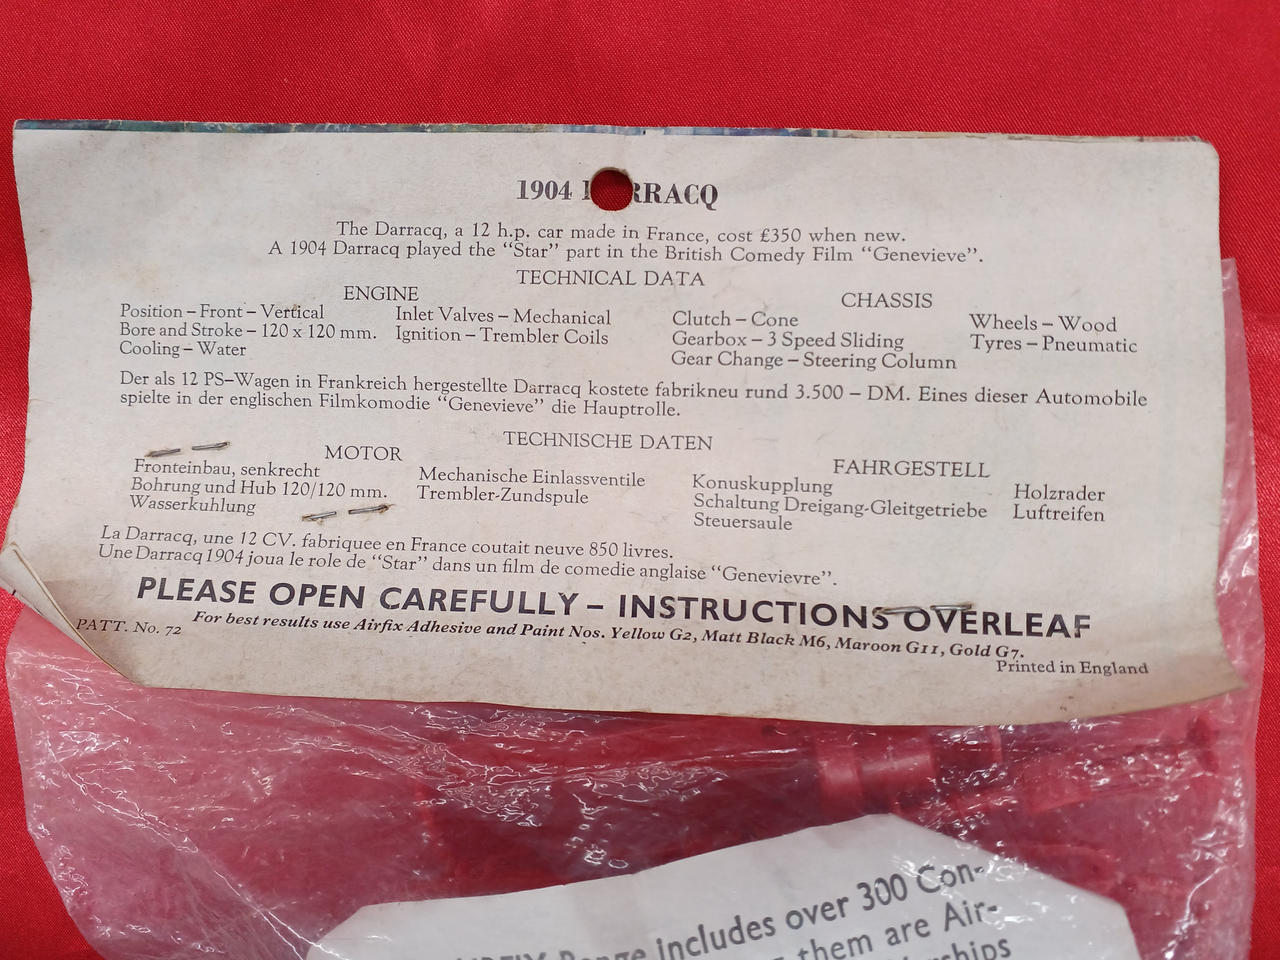 1904 DARRACQ
The Darracq, a 12 h.p. car made in France, cost £350 when new.
A 1904 Darracq played the “Star” part in the British Comedy Film “Genevieve”.
TECHNICAL DATA
ENGINE
Position – Front – Vertical
Bore and Stroke – 120 x 120 mm.
Cooling – Water
Inlet Valves – Mechanical
Ignition – Trembler Coils
CHASSIS
Clutch – Cone
Gearbox – 3 Speed Sliding
Gear Change – Steering Column
Wheels – Wood
Tyres – Pneumatic
Der als 12 PS–Wagen in Frankreich hergestellte Darracq kostete fabrikneu rund 3.500 – DM. Eines dieser Automobile
spielte in der englischen Filmkomodie “Genevieve” die Hauptrolle.
TECHNISCHE DATEN
MOTOR
Fronteinbau, senkrecht
Bohrung und Hub 120/120 mm.
Wasserkuhlung
Mechanische Einlassventile
Trembler-Zundspule
FAHRGESTELL
Konuskupplung
Schaltung Dreigang-Gleitgetriebe
Steuersaule
Holzrader
Luftreifen
La Darracq, une 12 CV. fabriquee en France coutait neuve 850 livres.
Une Darracq 1904 joua le role de “Star” dans un film de comedie anglaise “Genevievre”.
PLEASE OPEN CAREFULLY – INSTRUCTIONS OVERLEAF
For best results use Airfix Adhesive and Paint Nos. Yellow G2, Matt Black M6, Maroon G11, Gold G7.
PATT. No. 72
Printed in England
Range includes over 300 Con-
them are Air-